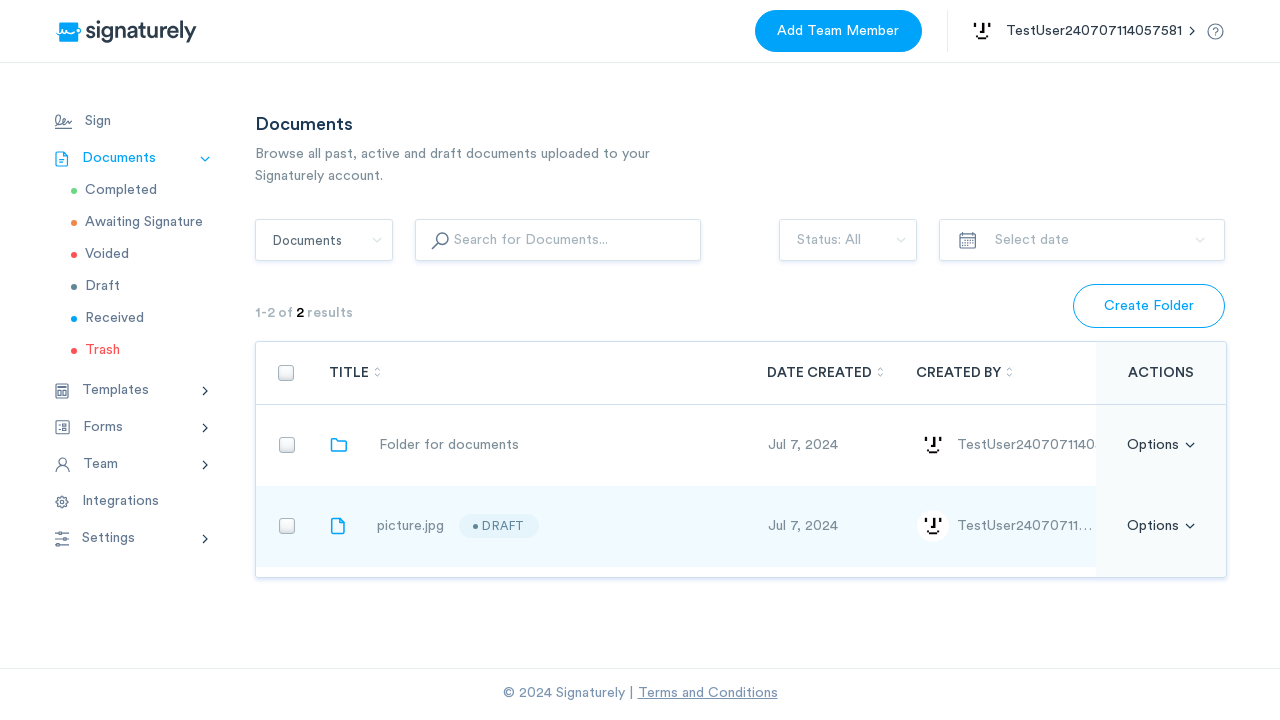 signaturely
Add Team Member
TestUser240707114057581
Sign
Documents
Completed
Awaiting Signature
Voided
Draft
Received
Trash
Templates
Forms
Team
Integrations
Settings
Documents
Browse all past, active and draft documents uploaded to your
Signaturely account.
Documents
Search for Documents...
Status: All
Select date
1-2 of 2 results
Create Folder
TITLE
DATE CREATED
CREATED BY
ACTIONS
Folder for documents
Jul 7, 2024
TestUser240707114
Options
picture.jpg
DRAFT
Jul 7, 2024
TestUser24070711...
Options
© 2024 Signaturely | Terms and Conditions